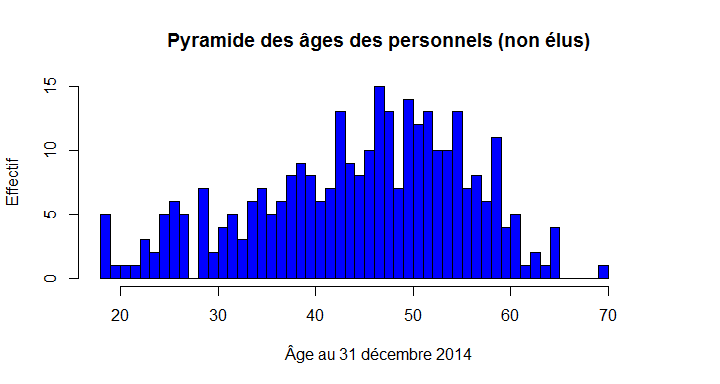 Pyramide des âges des personnels (non élus)
Effectif
15
10
5
0
20 30 40 50 60 70
Âge au 31 décembre 2014